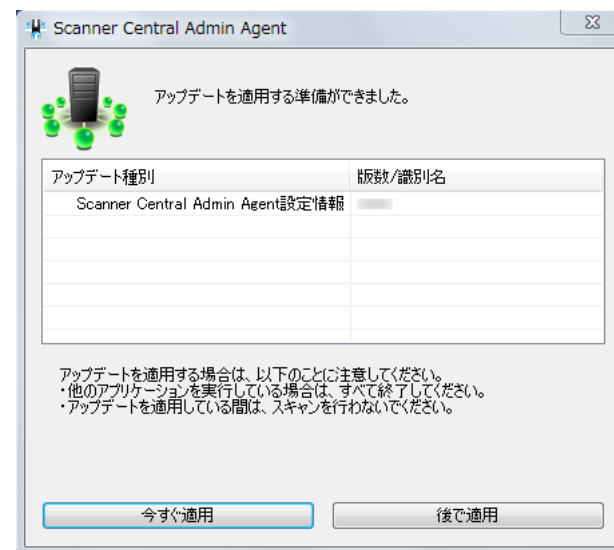 Scanner Central Admin Agent
アップデートを適用する準備ができました。
アップデート種別 版数/識別名
Scanner Central Admin Agent設定情報
アップデートを適用する場合は、以下のことに注意してください。
・他のアプリケーションを実行している場合は、すべて終了してください。
・アップデートを適用している間は、スキャンを行わないでください。
今すぐ適用 後で適用